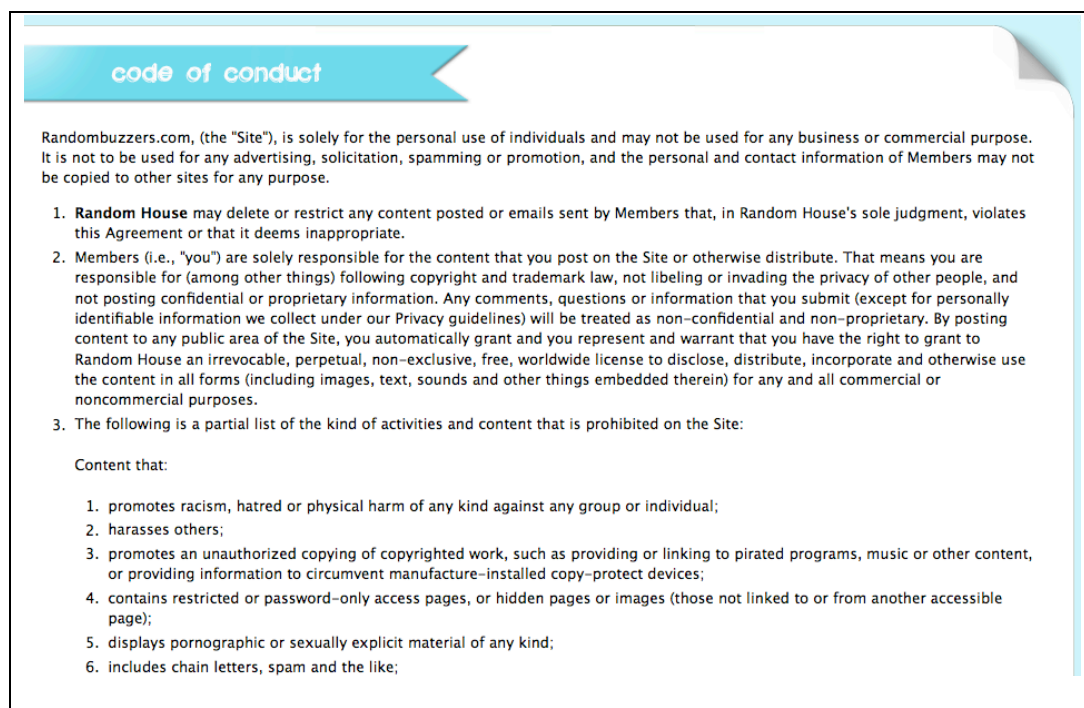 code of conduct
Randombuzzers.com, (the "Site"), is solely for the personal use of individuals and may not be used for any business or commercial purpose.
It is not to be used for any advertising, solicitation, spamming or promotion, and the personal and contact information of Members may not
be copied to other sites for any purpose.
1. Random House may delete or restrict any content posted or emails sent by Members that, in Random House's sole judgment, violates
this Agreement or that it deems inappropriate.
2. Members (i.e., "you") are solely responsible for the content that you post on the Site or otherwise distribute. That means you are
responsible for (among other things) following copyright and trademark law, not libeling or invading the privacy of other people, and
not posting confidential or proprietary information. Any comments, questions or information that you submit (except for personally
identifiable information we collect under our Privacy guidelines) will be treated as non-confidential and non-proprietary. By posting
content to any public area of the Site, you automatically grant and you represent and warrant that you have the right to grant to
Random House an irrevocable, perpetual, non-exclusive, free, worldwide license to disclose, distribute, incorporate and otherwise use
the content in all forms (including images, text, sounds and other things embedded therein) for any and all commercial or
noncommercial purposes.
3. The following is a partial list of the kind of activities and content that is prohibited on the Site:
Content that:
1. promotes racism, hatred or physical harm of any kind against any group or individual;
2. harasses others;
3. promotes an unauthorized copying of copyrighted work, such as providing or linking to pirated programs, music or other content,
or providing information to circumvent manufacture-installed copy-protect devices;
4. contains restricted or password-only access pages, or hidden pages or images (those not linked to or from another accessible
page);
5. displays pornographic or sexually explicit material of any kind;
6. includes chain letters, spam and the like;